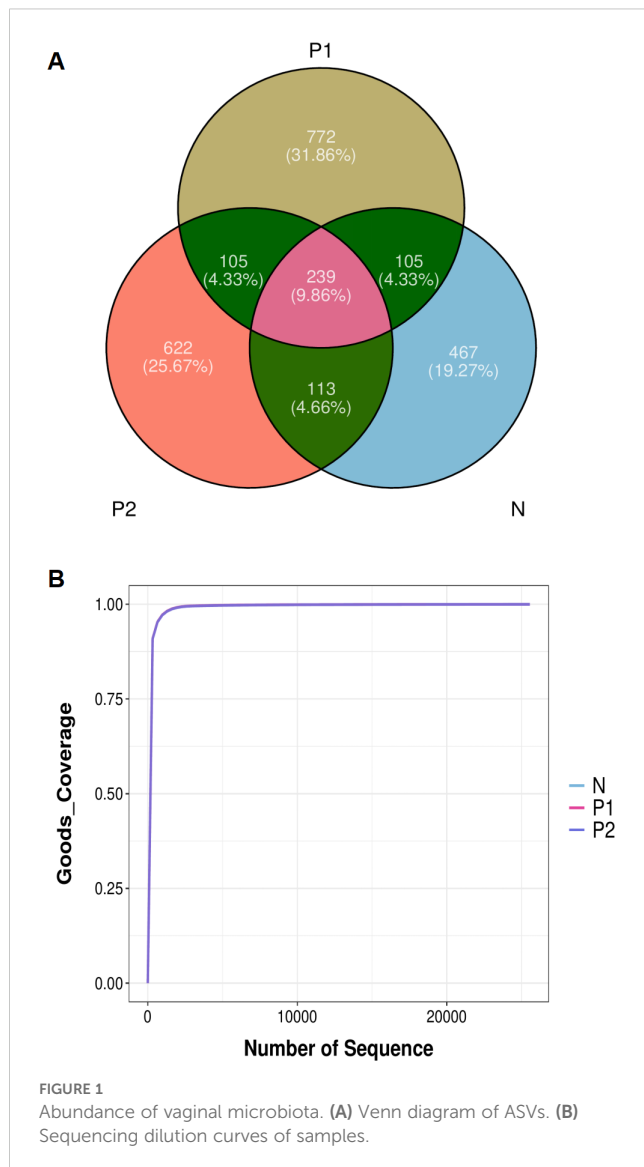 A
P1
772
(31.86%)
105
(4.33%)
239
(9.86%)
105
(4.33%)
622
(25.67%)
467
(19.27%)
113
(4.66%)
P2
N
B
1.00
0.75
0.50
0.25
0.00
Goods_Coverage
0
10000
20000
Number of Sequence
N
P1
P2
FIGURE 1
Abundance of vaginal microbiota. (A) Venn diagram of ASVs. (B)
Sequencing dilution curves of samples.